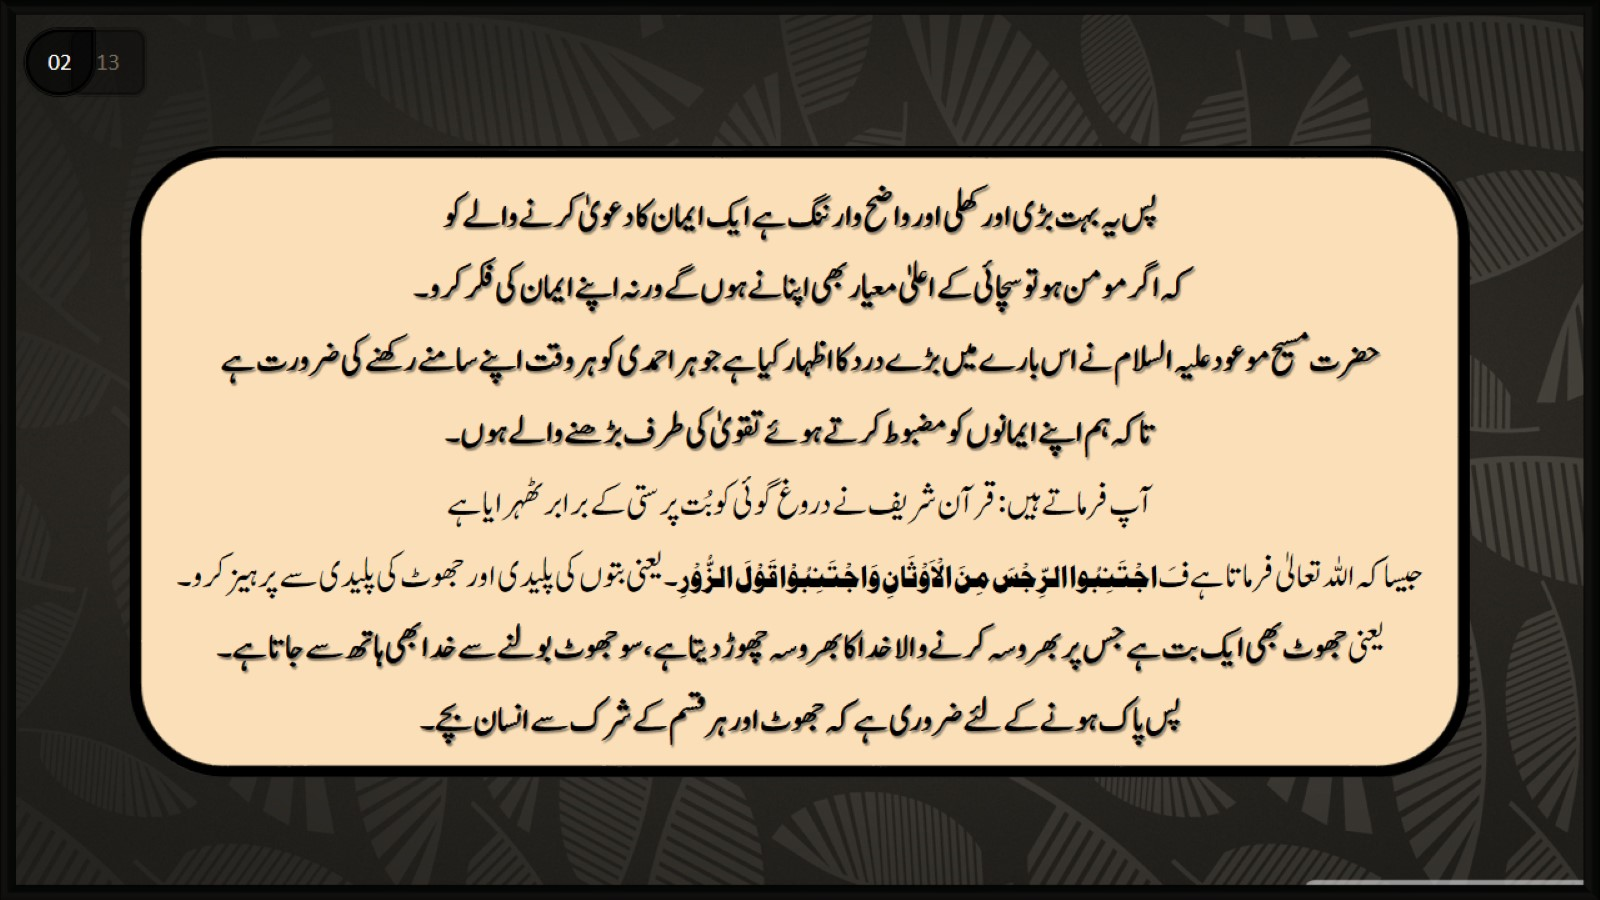 02 13
پس یہ بہت بڑی اور کھلی اور واضح وارننگ ہے ایک ایمان کا دعویٰ کرنے والے کو
کہ اگر مومن ہو تو سچائی کے اعلیٰ معیار بھی اپنانے ہوں گے ورنہ اپنے ایمان کی فکر کرو۔
حضرت مسیح موعود علیہ السلام نے اس بارے میں بڑے درد کا اظہار کیا ہے جو ہر احمدی کو ہر وقت اپنے سامنے رکھنے کی ضرورت ہے
تا کہ ہم اپنے ایمانوں کو مضبوط کرتے ہوئے تقویٰ کی طرف بڑھنے والے ہوں۔
آپ فرماتے ہیں: قرآن شریف نے دروغ گوئی کو بُت پرستی کے برابر ٹھہرایا ہے
جیسا کہ اللہ تعالیٰ فرماتا ہے فَ اجْتَنِبُوا الرِّجْسَ مِنَ الْاَوْثَانِ وَاجْتَنِبُوْا قَوْلَ الزُّوْرِ۔ یعنی بتوں کی پلیدی اور جھوٹ کی پلیدی سے پرہیز کرو۔
یعنی جھوٹ بھی ایک بت ہے جس پر بھروسہ کرنے والا خدا کا بھروسہ چھوڑ دیتا ہے، سو جھوٹ بولنے سے خدا بھی ہاتھ سے جاتا ہے۔
پس پاک ہونے کے لئے ضروری ہے کہ جھوٹ اور ہر قسم کے شرک سے انسان بچے۔